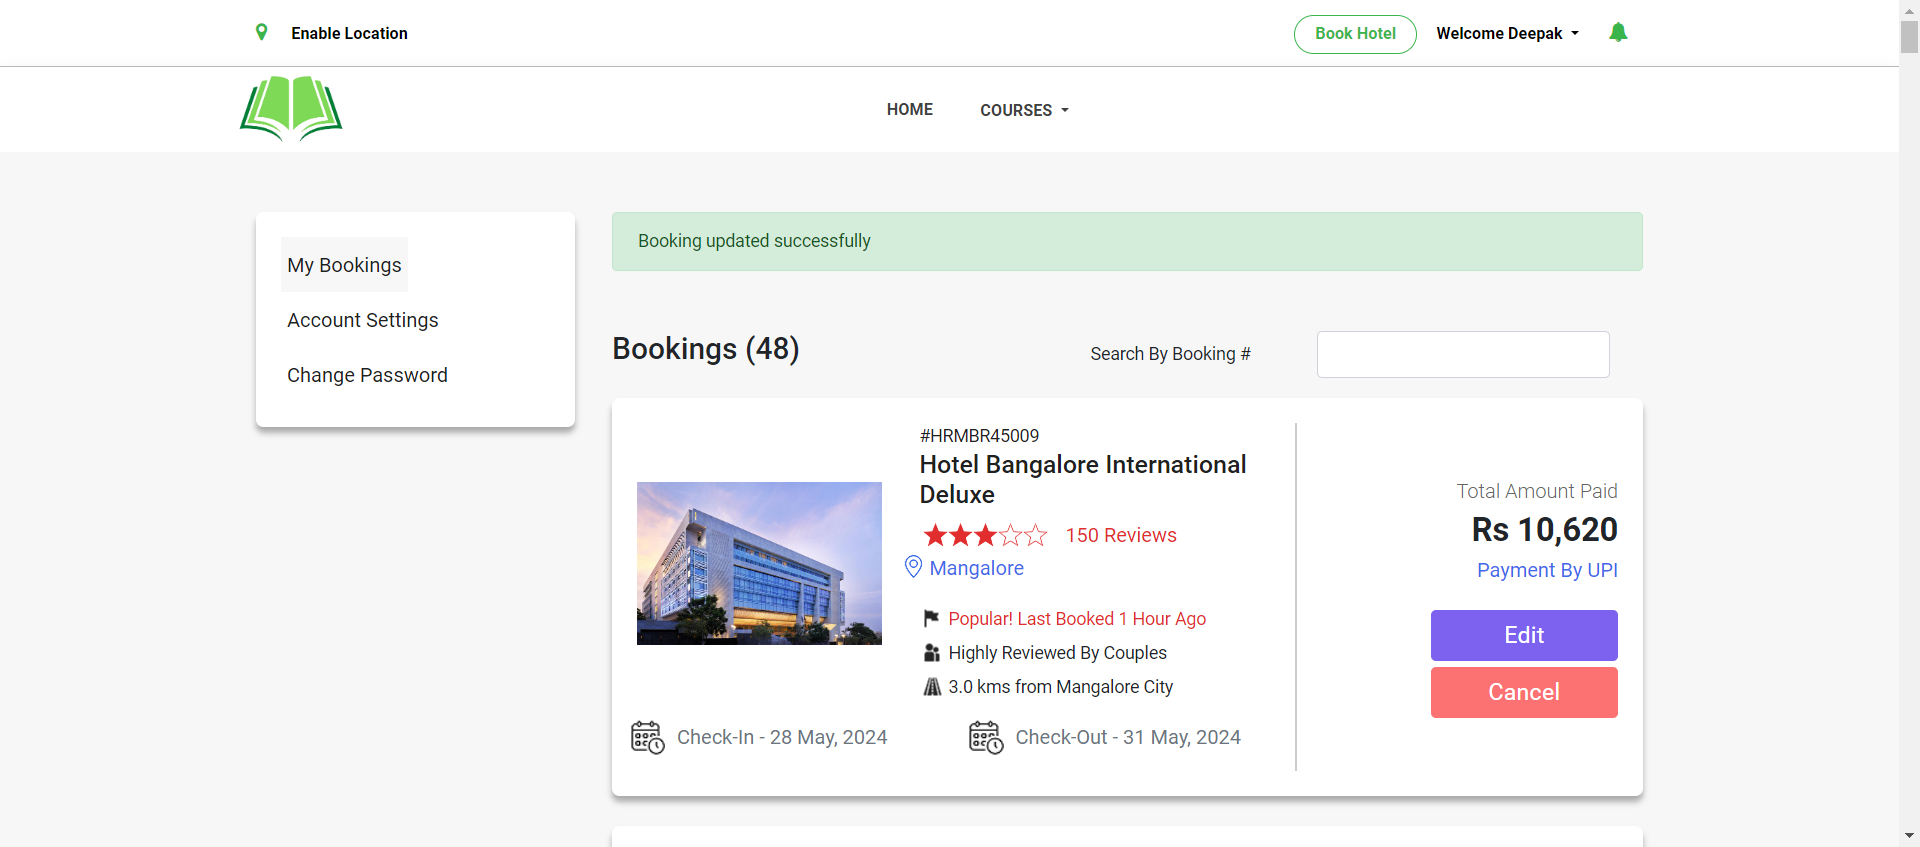 Enable Location
Book Hotel
Welcome Deepak
HOME
COURSES
My Bookings
Account Settings
Change Password
Booking updated successfully
Bookings (48)
Search By Booking #
#HRMBR45009
Hotel Bangalore International
Deluxe
150 Reviews
Mangalore
Popular! Last Booked 1 Hour Ago
Highly Reviewed By Couples
3.0 kms from Mangalore City
Check-In - 28 May, 2024
Check-Out - 31 May, 2024
Total Amount Paid
Rs 10,620
Payment By UPI
Edit
Cancel